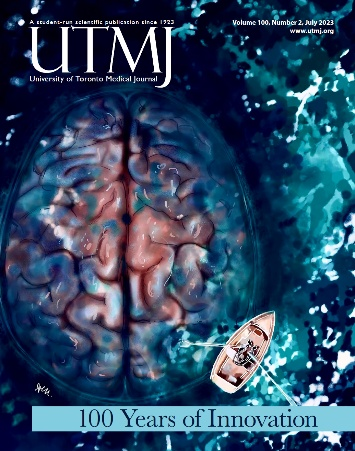 A student-run scientific publication since 1923
Volume 100, Number 2, July 2023
www.utmj.org
UTMJ
University of Toronto Medical Journal
100 Years of Innovation